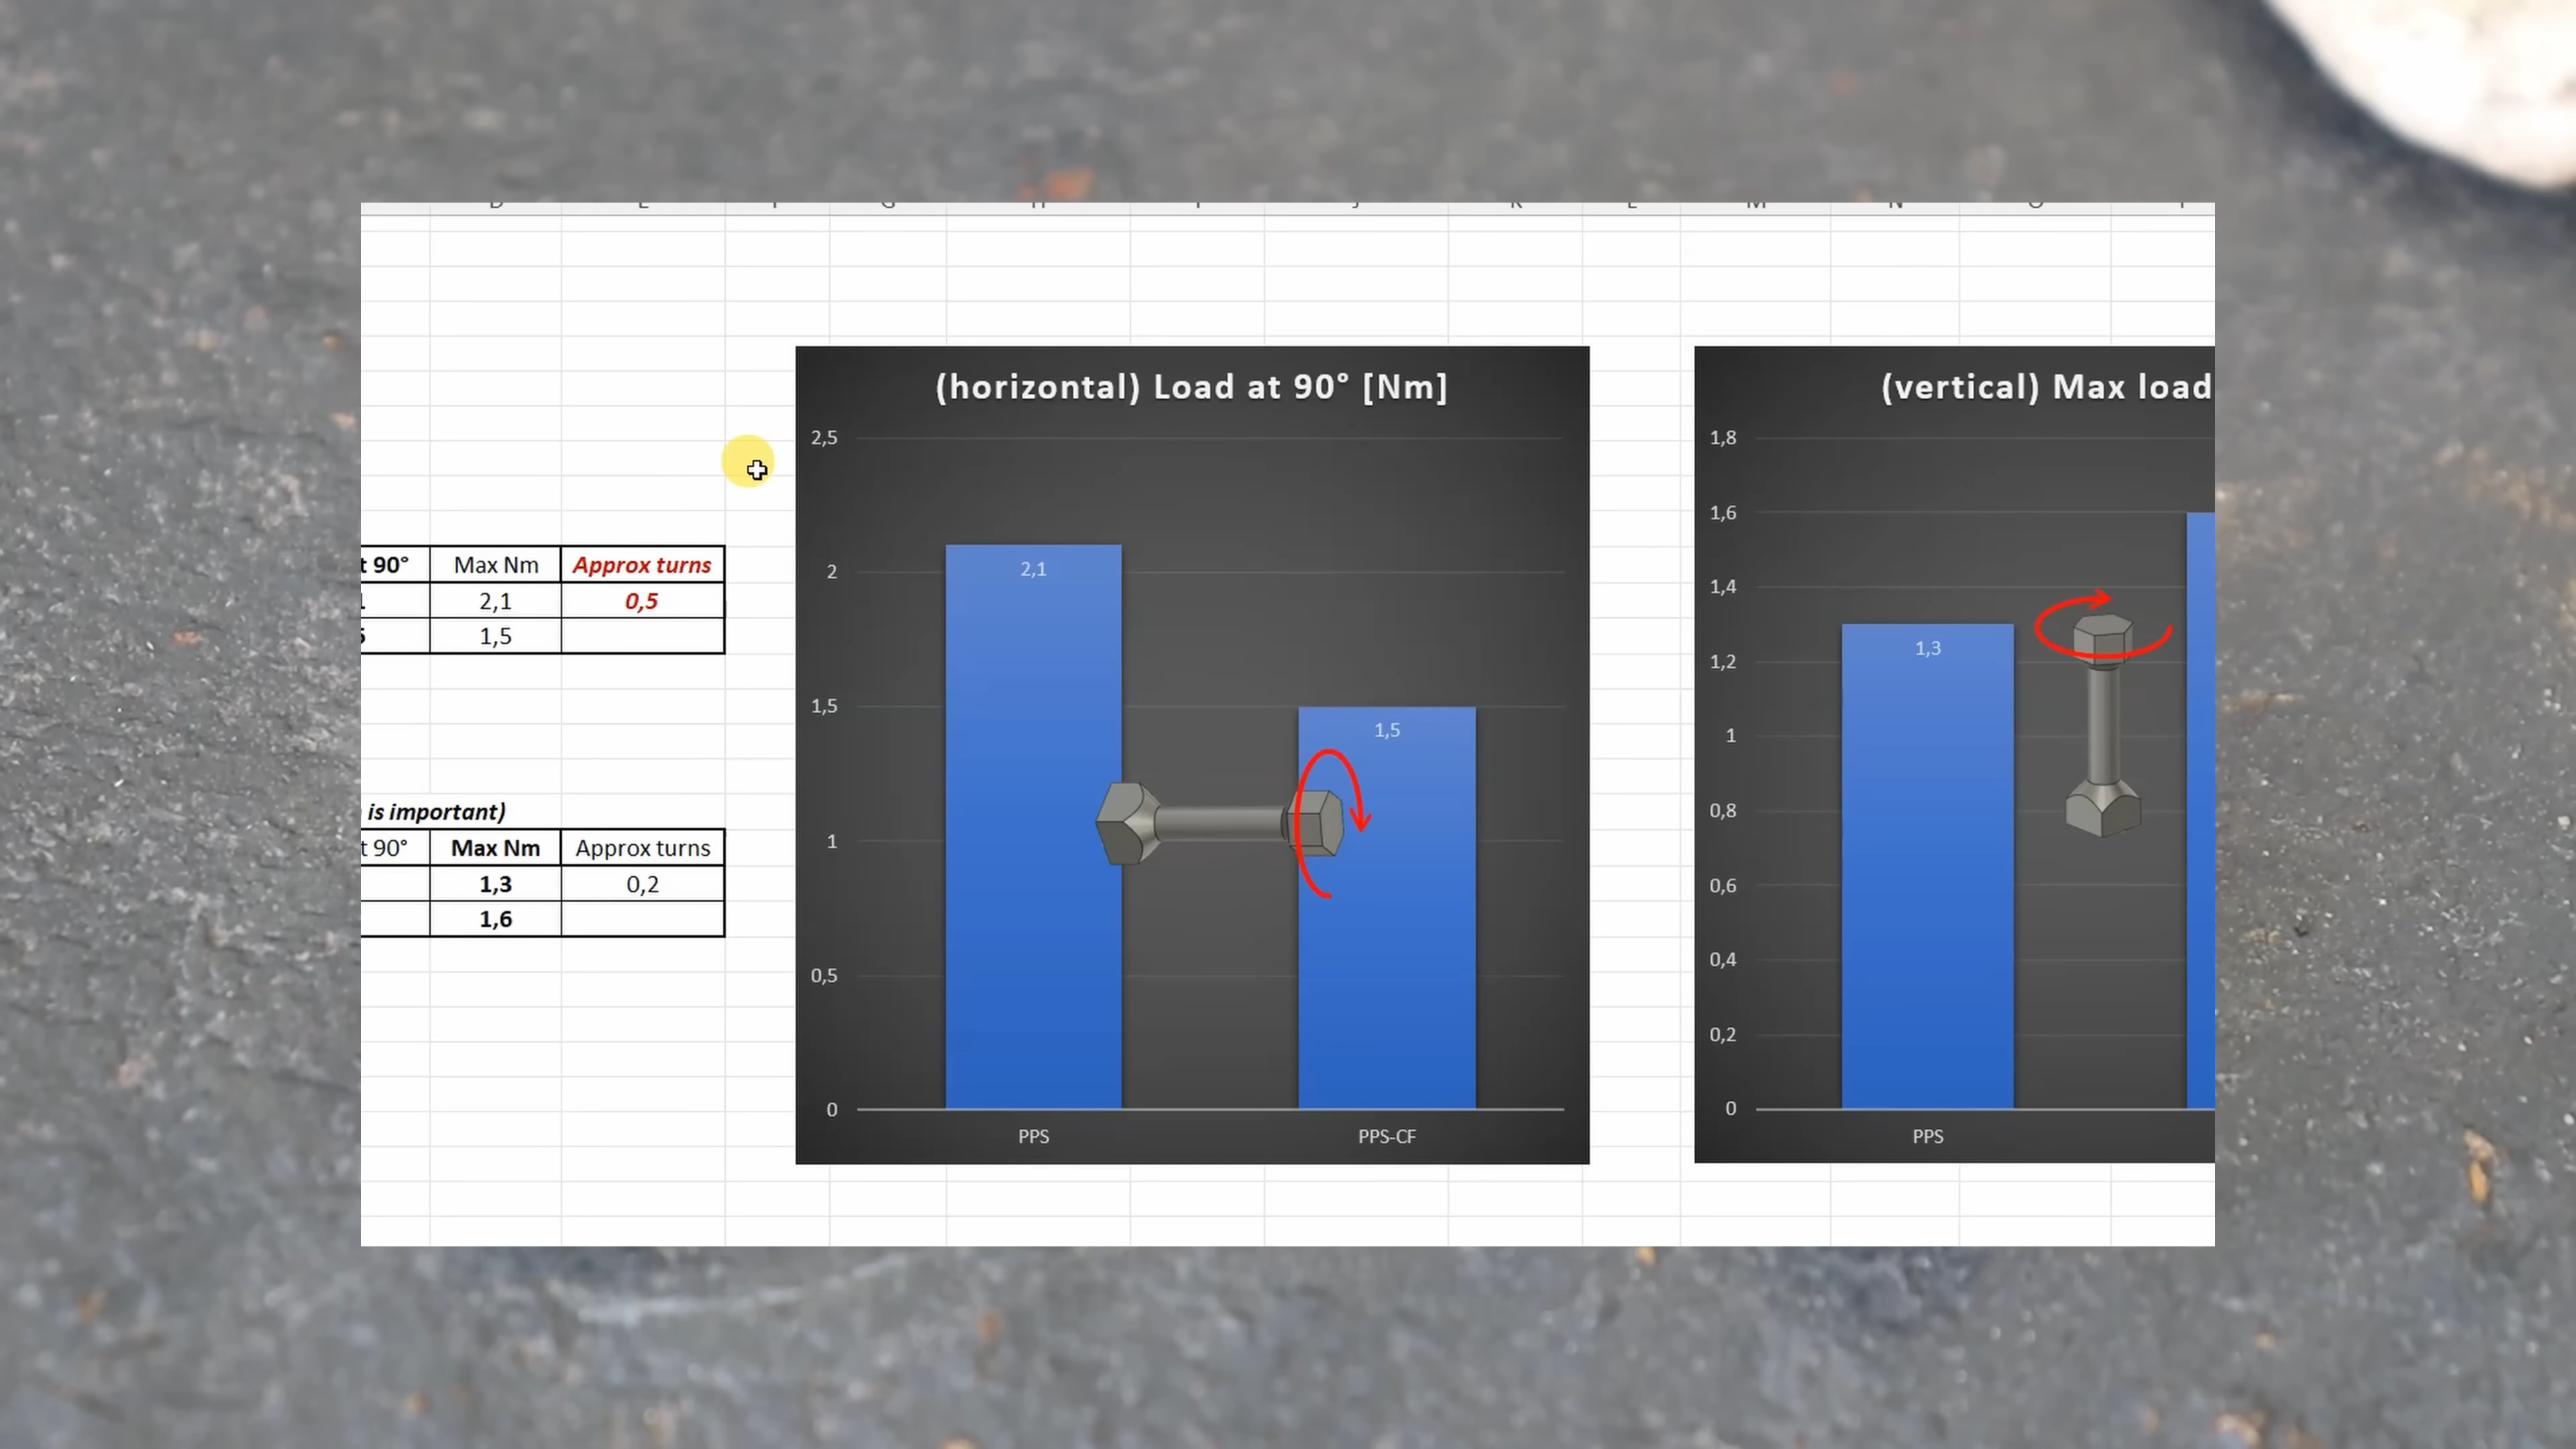 D E F G H I J K L M N O
t 90° Max Nm Approx turns
2,1 0,5
1,5
is important)
t 90° Max Nm Approx turns
1,3 0,2
1,6
(horizontal) Load at 90° [Nm]
2,5
2
1,5
1
0,5
0
2,1
1,5
PPS PPS-CF
(vertical) Max load
1,8
1,6
1,4
1,2
1
0,8
0,6
0,4
0,2
0
1,3
PPS